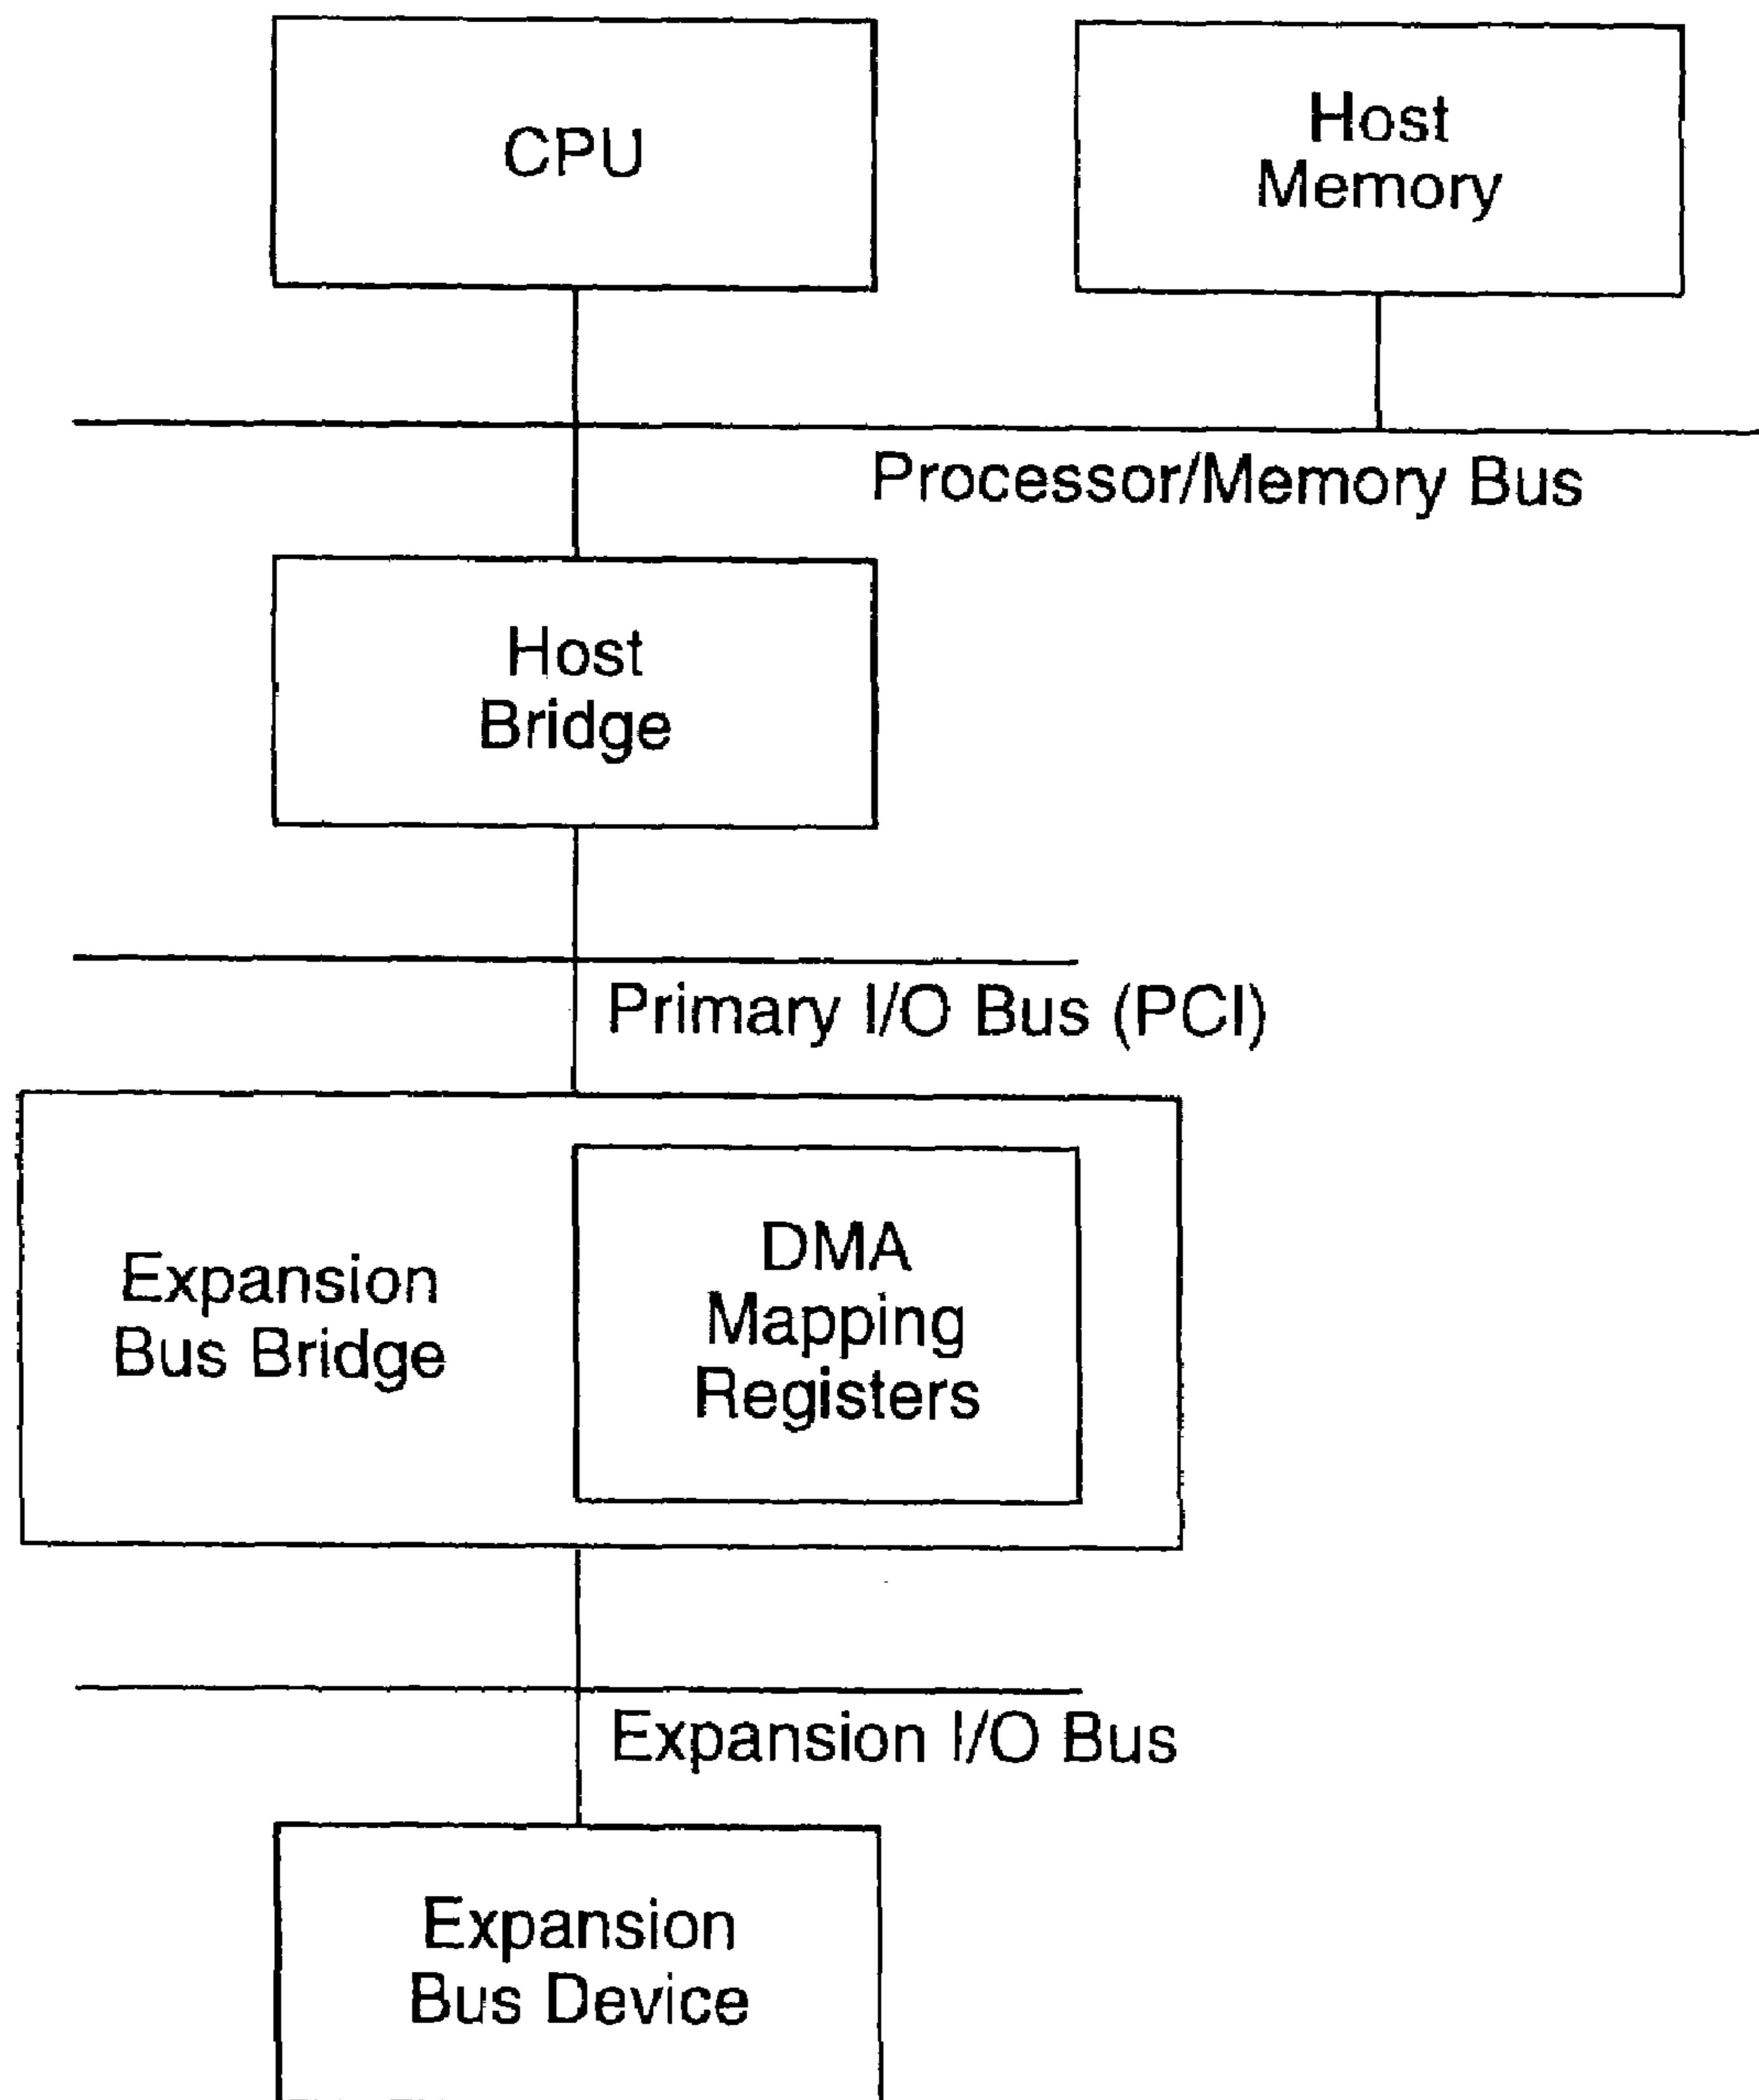 CPU
Host
Memory
Processor/Memory Bus
Host
Bridge
Primary I/O Bus (PCI)
Expansion
Bus Bridge
DMA
Mapping
Registers
Expansion I/O Bus
Expansion
Bus Device